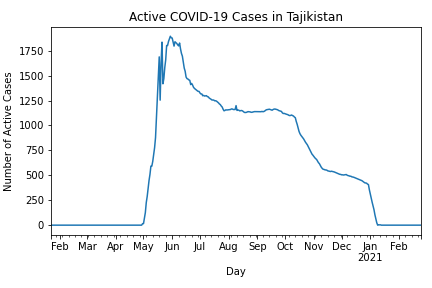 Active COVID-19 Cases in Tajikistan
Number of Active Cases
1750
1500
1250
1000
750
500
250
0
Feb Mar Apr May Jun Jul Aug Sep Oct Nov Dec Jan Feb
2021
Day